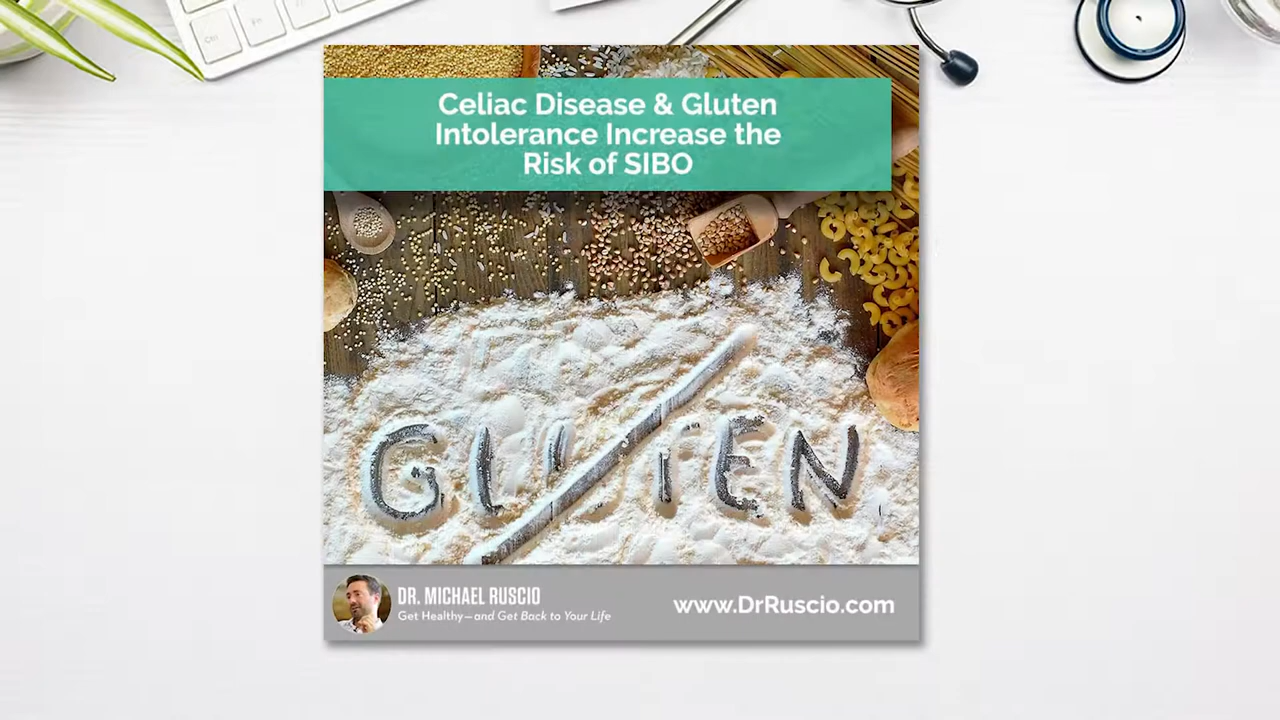 Celiac Disease & Gluten
Intolerance Increase the
Risk of SIBO
GLUTEN
DR. MICHAEL RUSCIO
Get Healthy—and Get Back to Your Life
www.DrRuscio.com
Ctrl